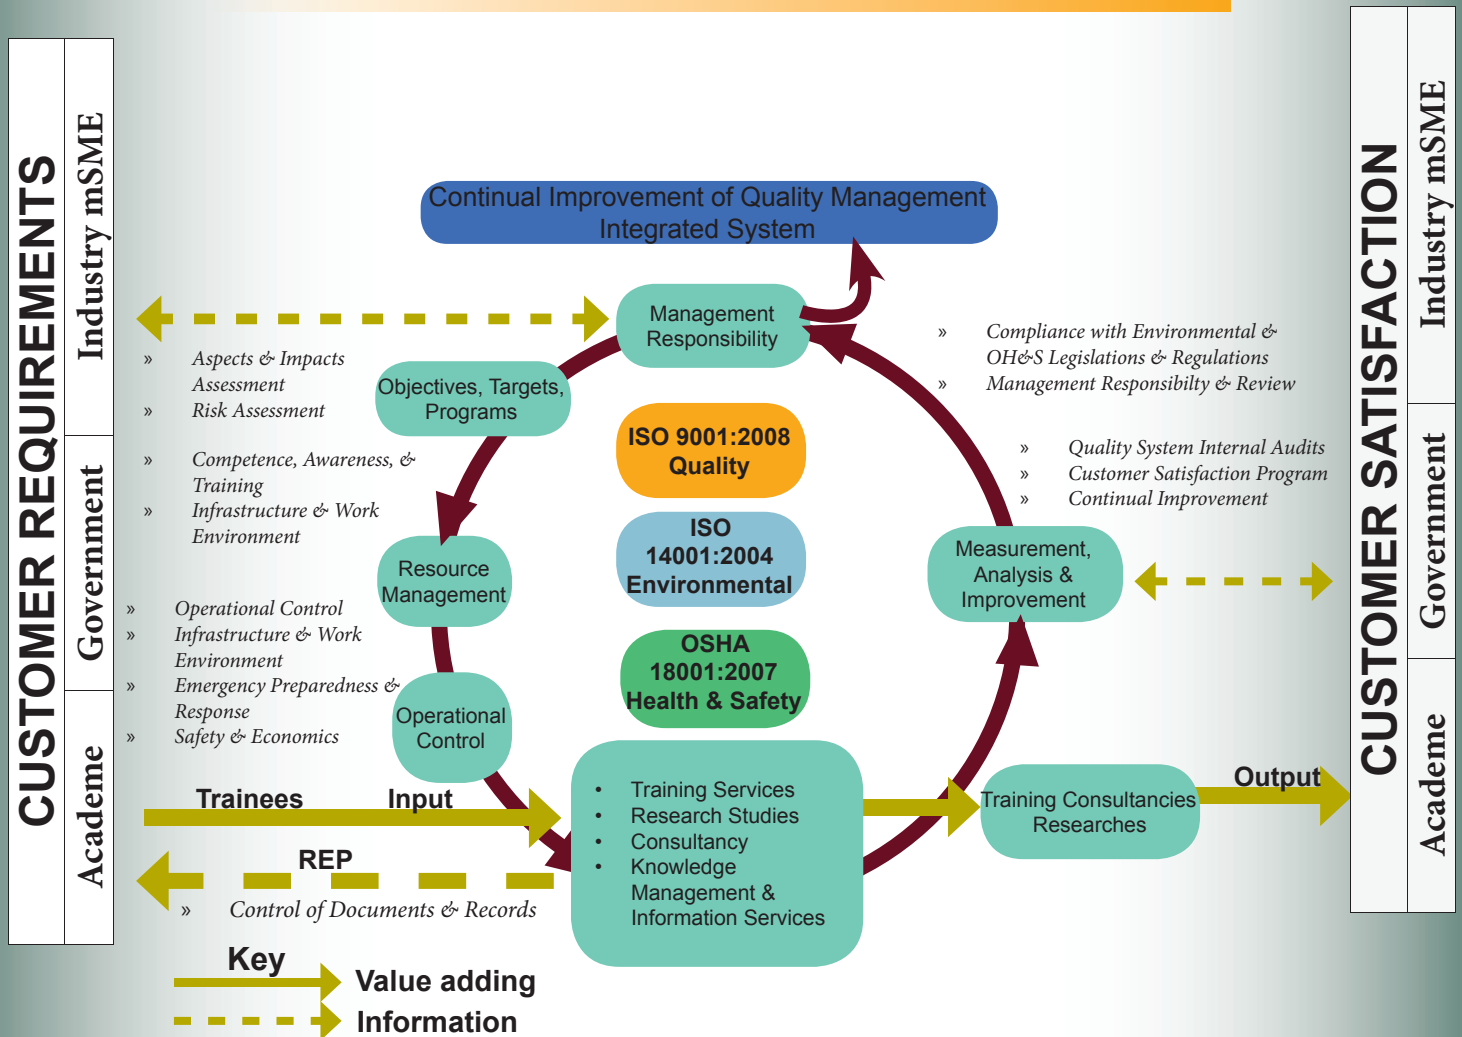 CUSTOMER REQUIREMENTS
Industry mSME
Government
Academe
Continual Improvement of Quality Management
Integrated System
Management
Responsibility
Objectives, Targets,
Programs
» Aspects & Impacts
Assessment
» Risk Assessment
» Competence, Awareness, &
Training
» Infrastructure & Work
Environment
Resource
Management
» Operational Control
» Infrastructure & Work
Environment
» Emergency Preparedness &
Response
» Safety & Economics
Operational
Control
ISO 9001:2008
Quality
ISO
14001:2004
Environmental
OSHA
18001:2007
Health & Safety
» Compliance with Environmental &
OH&S Legislations & Regulations
» Management Responsibilty & Review
» Quality System Internal Audits
» Customer Satisfaction Program
» Continual Improvement
Measurement,
Analysis &
Improvement
Trainees Input
REP
» Control of Documents & Records
• Training Services
• Research Studies
• Consultancy
• Knowledge
Management &
Information Services
Training Consultancies
Researches
Output
Key
Value adding
Information
CUSTOMER SATISFACTION
Industry mSME
Government
Academe